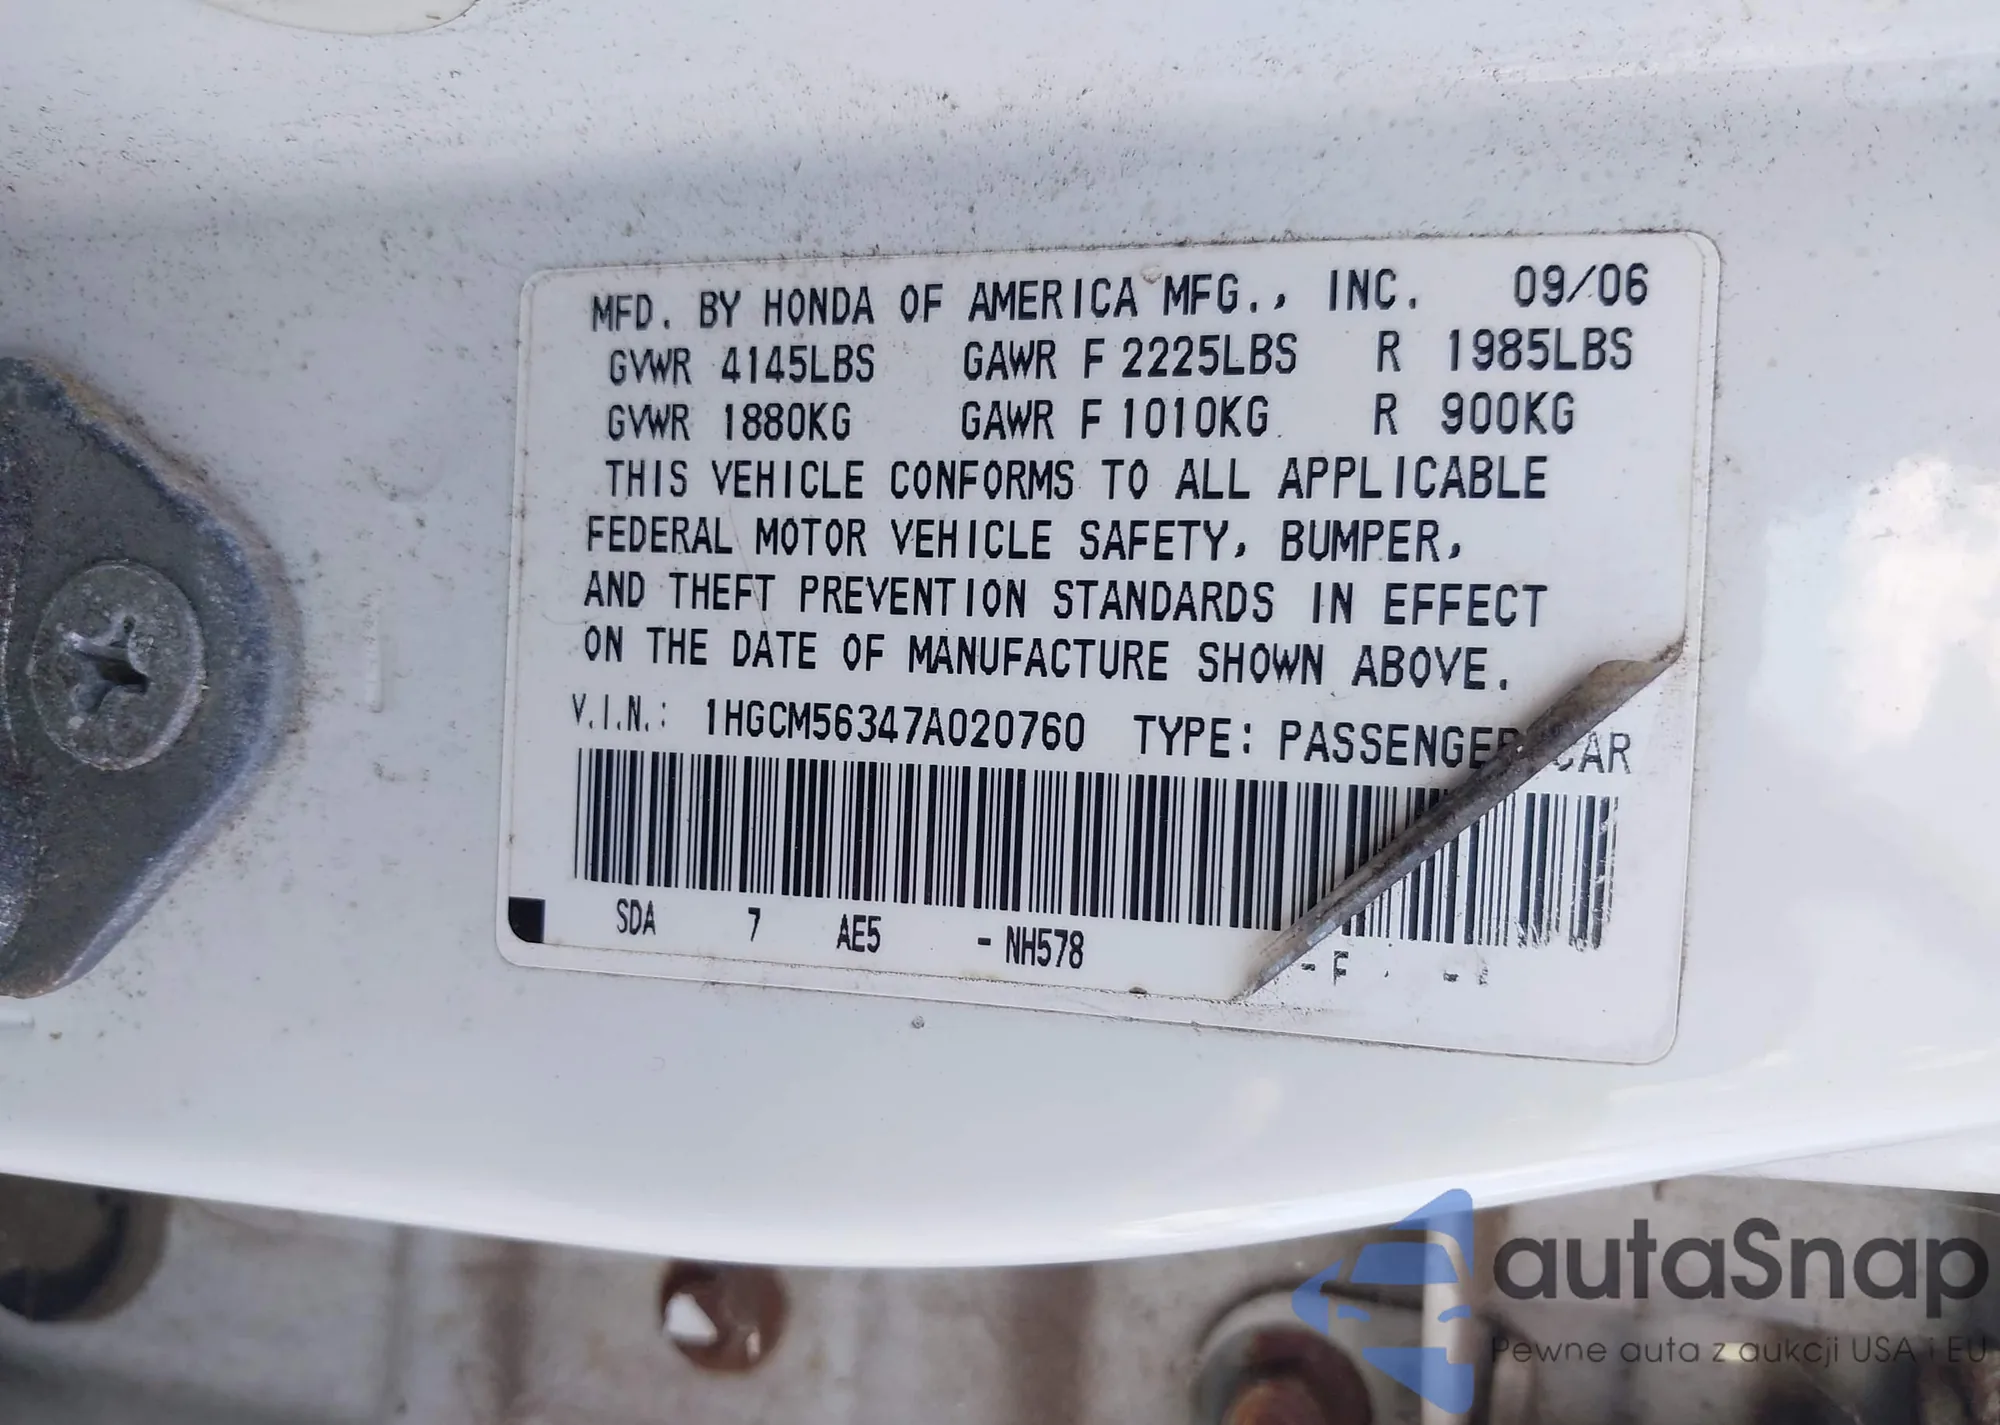 MFD. BY HONDA OF AMERICA MFG., INC. 09/06
GVWR 4145LBS GAWR F 2225LBS R 1985LBS
GVWR 1880KG GAWR F 1010KG R 900KG
THIS VEHICLE CONFORMS TO ALL APPLICABLE
FEDERAL MOTOR VEHICLE SAFETY, BUMPER,
AND THEFT PREVENTION STANDARDS IN EFFECT
ON THE DATE OF MANUFACTURE SHOWN ABOVE.
V.I.N.: 1HGCM56347A020760 TYPE: PASSENGER CAR
SDA 7 AE5 - NH578 - F -
autaSnap
Pewne auta z aukcji USA i EU